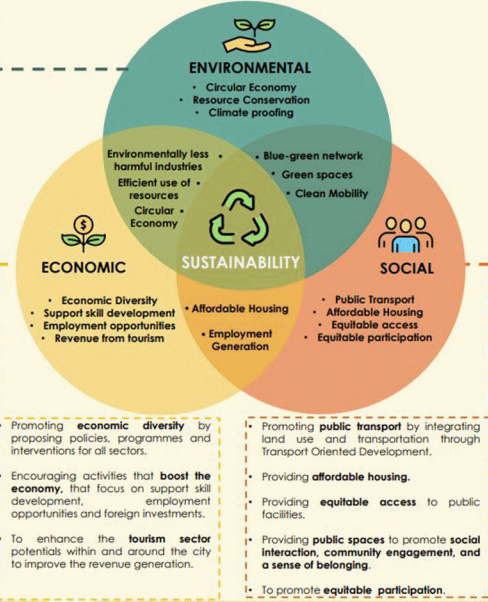 ENVIRONMENTAL
• Circular Economy
• Resource Conservation
• Climate proofing
Environmentally less •
harmful industries
Efficient use of •
resources
Circular •
Economy
• Blue-green network
• Green spaces
• Clean Mobility
SUSTAINABILITY
ECONOMIC
• Economic Diversity
• Support skill development
• Employment opportunities
• Revenue from tourism
• Affordable Housing
• Employment
Generation
SOCIAL
• Public Transport
• Affordable Housing
• Equitable access
• Equitable participation
• Promoting economic diversity by
proposing policies, programmes and
interventions for all sectors.
• Encouraging activities that boost the
economy, that focus on support skill
development, employment
opportunities and foreign investments.
• To enhance the tourism sector
potentials within and around the city
to improve the revenue generation.
• Promoting public transport by integrating
land use and transportation through
Transport Oriented Development.
• Providing affordable housing.
• Providing equitable access to public
facilities.
• Providing public spaces to promote social
interaction, community engagement, and
a sense of belonging.
• To promote equitable participation.